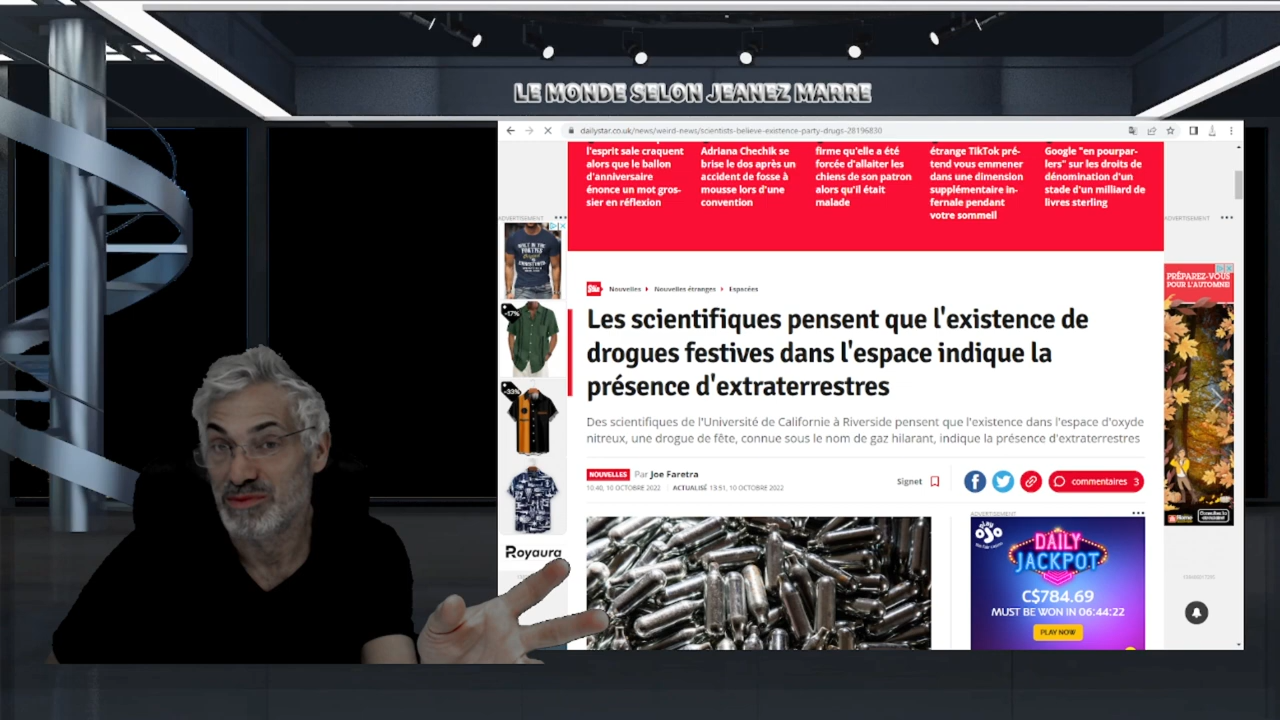 LE MONDE SELON JEANEZ MARRE
dailystar.co.uk/news/weird-news/scientists-believe-existence-party-drugs-28196830
l'esprit sale craquent
alors que le ballon
d'anniversaire
énonce un mot gros-
sier en réflexion
Adriana Chechik se
brise le dos après un
accident de fosse à
mousse lors d'une
convention
firme qu'elle a été
forcée d'allaiter les
chiens de son patron
alors qu'il était
malade
étrange TikTok pré-
tend vous emmener
dans une dimension
supplémentaire in-
fernale pendant
votre sommeil
Google "en pourpar-
lers" sur les droits de
dénomination d'un
stade d'un milliard de
livres sterling
ADVERTISEMENT
ADVERTISEMENT
-17%
-33%
Royaura
PRÉPAREZ-VOUS
POUR L'AUTOMNE!
Star
Nouvelles
Nouvelles étranges
Espacées
Les scientifiques pensent que l'existence de
drogues festives dans l'espace indique la
présence d'extraterrestres
Des scientifiques de l'Université de Californie à Riverside pensent que l'existence dans l'espace d'oxyde
nitreux, une drogue de fête, connue sous le nom de gaz hilarant, indique la présence d'extraterrestres
NOUVELLES Par Joe Faretra
10:40, 10 OCTOBRE 2022 ACTUALISÉ 13:51, 10 OCTOBRE 2022
Signet
commentaires 3
ADVERTISEMENT
play
OJO
DAILY
JACKPOT
C$784.69
MUST BE WON IN 06:44:22
PLAY NOW